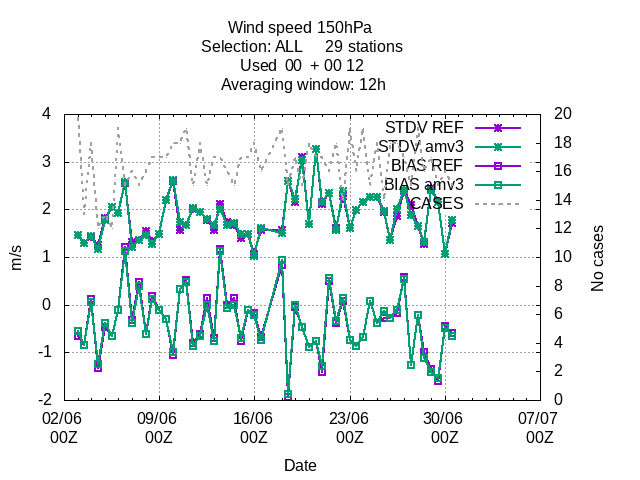 Wind speed 150hPa
Selection: ALL 29 stations
Used 00 + 00 12
Averaging window: 12h
4
3
2
1
0
-1
-2
m/s
20
18
16
14
12
10
8
6
4
2
0
No cases
STDV REF
STDV amv3
BIAS REF
BIAS amv3
CASES
02/06 09/06 16/06 23/06 30/06 07/07
00Z 00Z 00Z 00Z 00Z 00Z
Date